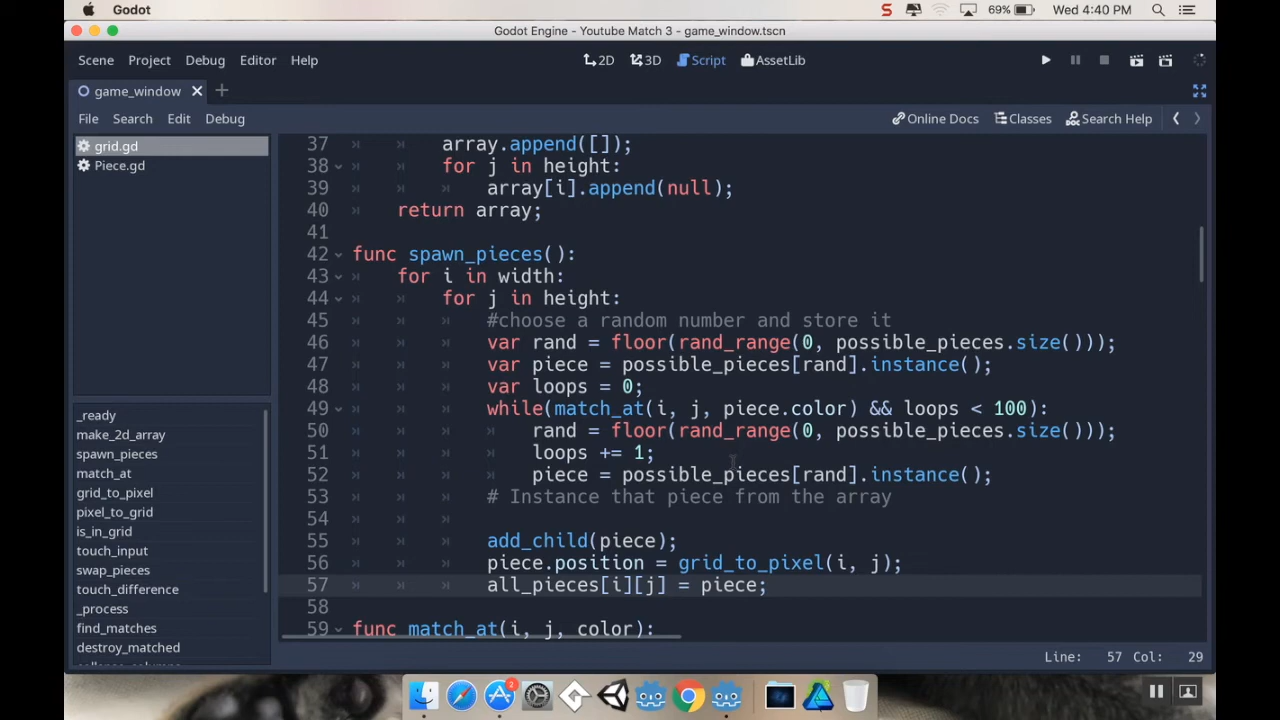 Godot
69%
Wed 4:40 PM
Godot Engine - Youtube Match 3 - game_window.tscn
Scene Project Debug Editor Help
2D 3D Script AssetLib
game_window
File Search Edit Debug
Online Docs Classes Search Help
grid.gd
Piece.gd
_ready
make_2d_array
spawn_pieces
match_at
grid_to_pixel
pixel_to_grid
is_in_grid
touch_input
swap_pieces
touch_difference
_process
find_matches
destroy_matched
37 array.append([]);
38 for j in height:
39 array[i].append(null);
40 return array;
41
42 func spawn_pieces():
43 for i in width:
44 for j in height:
45 #choose a random number and store it
46 var rand = floor(rand_range(0, possible_pieces.size()));
47 var piece = possible_pieces[rand].instance();
48 var loops = 0;
49 while(match_at(i, j, piece.color) && loops < 100):
50 rand = floor(rand_range(0, possible_pieces.size()));
51 loops += 1;
52 piece = possible_pieces[rand].instance();
53 # Instance that piece from the array
54
55 add_child(piece);
56 piece.position = grid_to_pixel(i, j);
57 all_pieces[i][j] = piece;
58
59 func match_at(i, j, color):
Line: 57 Col: 29
2